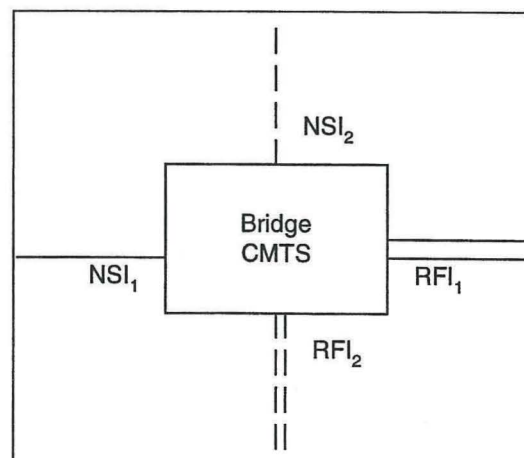 NSI₂
Bridge
CMTS
NSI₁
RFI₁
RFI₂